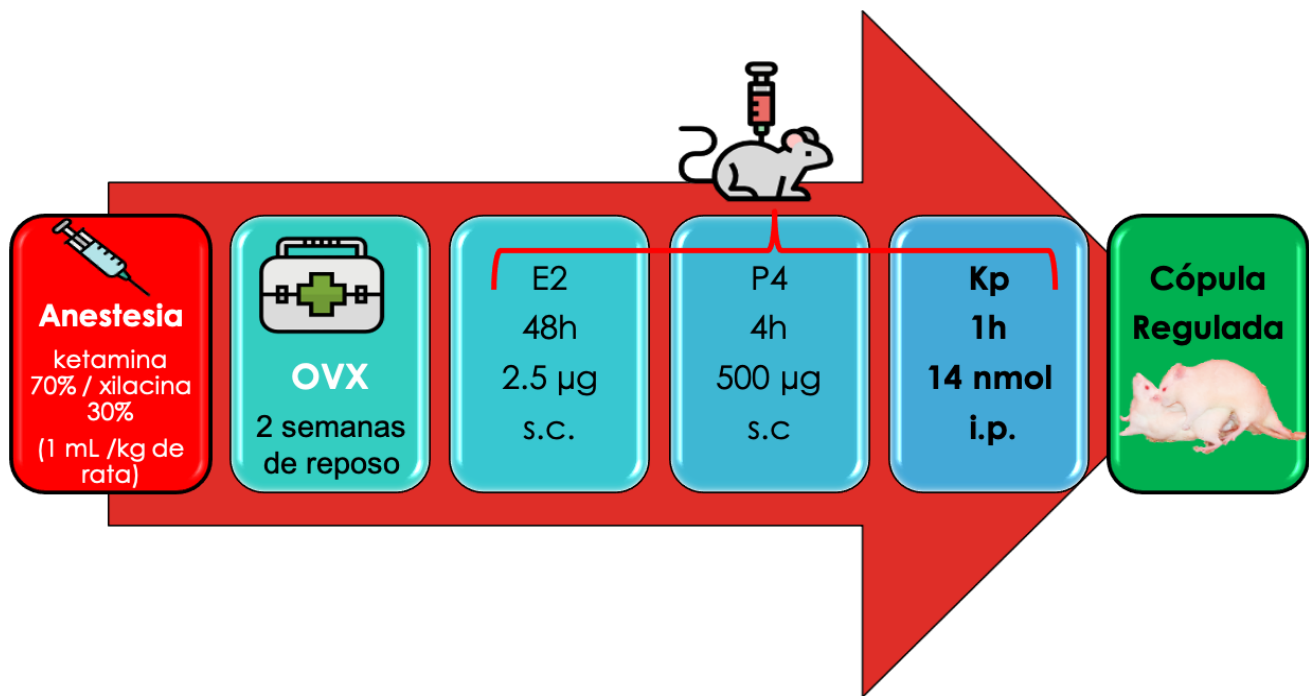 Anestesia
ketamina
70% / xilacina
30%
(1 mL /kg de
rata)
OVX
2 semanas
de reposo
E2
48h
2.5 µg
s.c.
P4
4h
500 µg
s.c
Kp
1h
14 nmol
i.p.
Cópula
Regulada